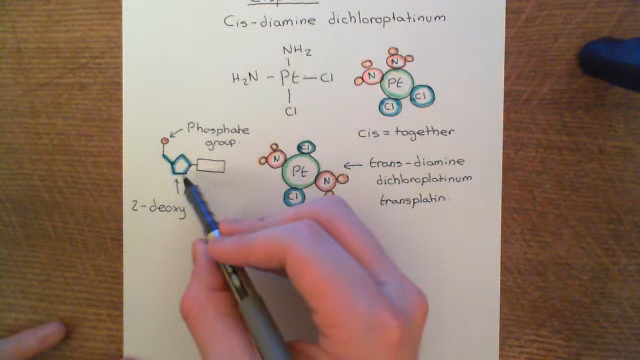 Cis-diamine dichloroplatinum
NH2
H2N - Pt - Cl
Cl
N N
Pt
Cl Cl
cis = together
Phosphate
group.
N Cl
Pt
Cl N
trans-diamine
dichloroplatinum
transplatin.
2-deoxy